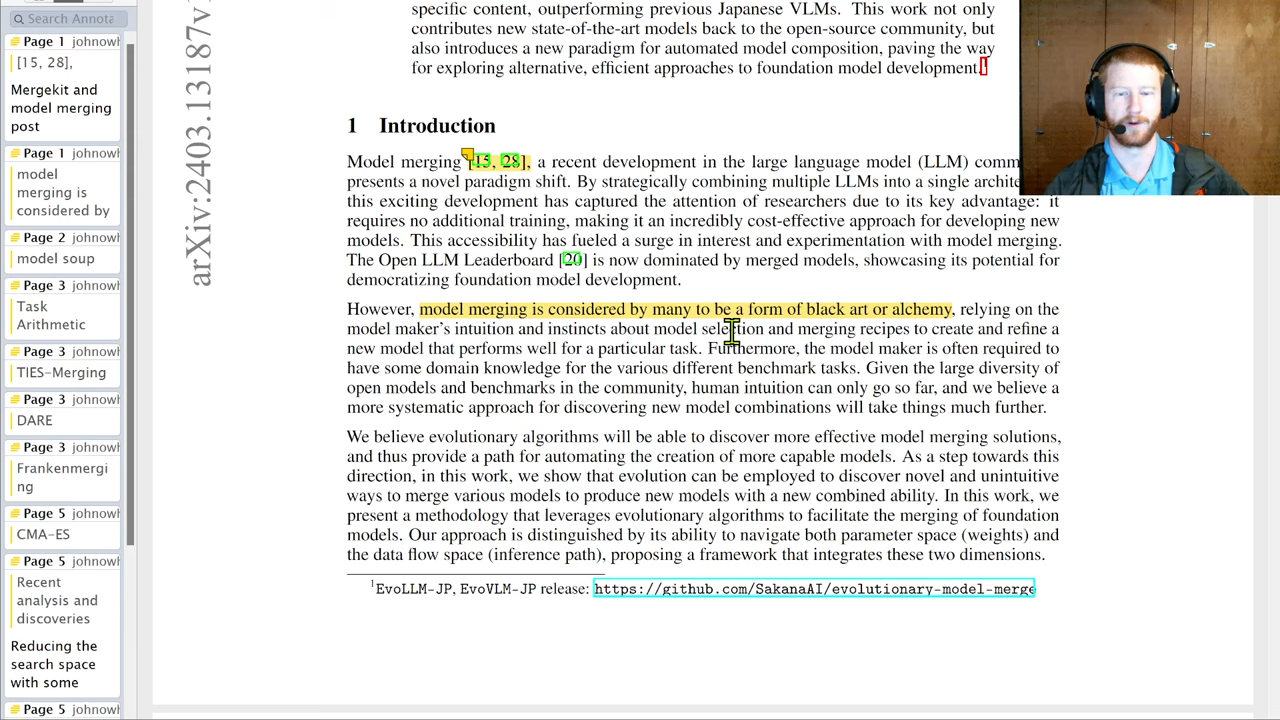 Search Annota
Page 1 johnowh
[15, 28],
Mergekit and
model merging
post
Page 1 johnowh
model
merging is
considered by
Page 2 johnowh
model soup
Page 3 johnowh
Task
Arithmetic
Page 3 johnowh
TIES-Merging
Page 3 johnowh
DARE
Page 3 johnowh
Frankenmergi
ng
Page 5 johnowh
CMA-ES
Page 5 johnowh
Recent
analysis and
discoveries
Reducing the
search space
with some
Page 5 johnowh
arXiv:2403.13187v
specific content, outperforming previous Japanese VLMs. This work not only
contributes new state-of-the-art models back to the open-source community, but
also introduces a new paradigm for automated model composition, paving the way
for exploring alternative, efficient approaches to foundation model development.1
1 Introduction
Model merging [15, 28], a recent development in the large language model (LLM) comm
presents a novel paradigm shift. By strategically combining multiple LLMs into a single archite
this exciting development has captured the attention of researchers due to its key advantage: it
requires no additional training, making it an incredibly cost-effective approach for developing new
models. This accessibility has fueled a surge in interest and experimentation with model merging.
The Open LLM Leaderboard [20] is now dominated by merged models, showcasing its potential for
democratizing foundation model development.
However, model merging is considered by many to be a form of black art or alchemy, relying on the
model maker's intuition and instincts about model selection and merging recipes to create and refine a
new model that performs well for a particular task. Furthermore, the model maker is often required to
have some domain knowledge for the various different benchmark tasks. Given the large diversity of
open models and benchmarks in the community, human intuition can only go so far, and we believe a
more systematic approach for discovering new model combinations will take things much further.
We believe evolutionary algorithms will be able to discover more effective model merging solutions,
and thus provide a path for automating the creation of more capable models. As a step towards this
direction, in this work, we show that evolution can be employed to discover novel and unintuitive
ways to merge various models to produce new models with a new combined ability. In this work, we
present a methodology that leverages evolutionary algorithms to facilitate the merging of foundation
models. Our approach is distinguished by its ability to navigate both parameter space (weights) and
the data flow space (inference path), proposing a framework that integrates these two dimensions.
1EvoLLM-JP, EvoVLM-JP release: https://github.com/SakanaAI/evolutionary-model-merge